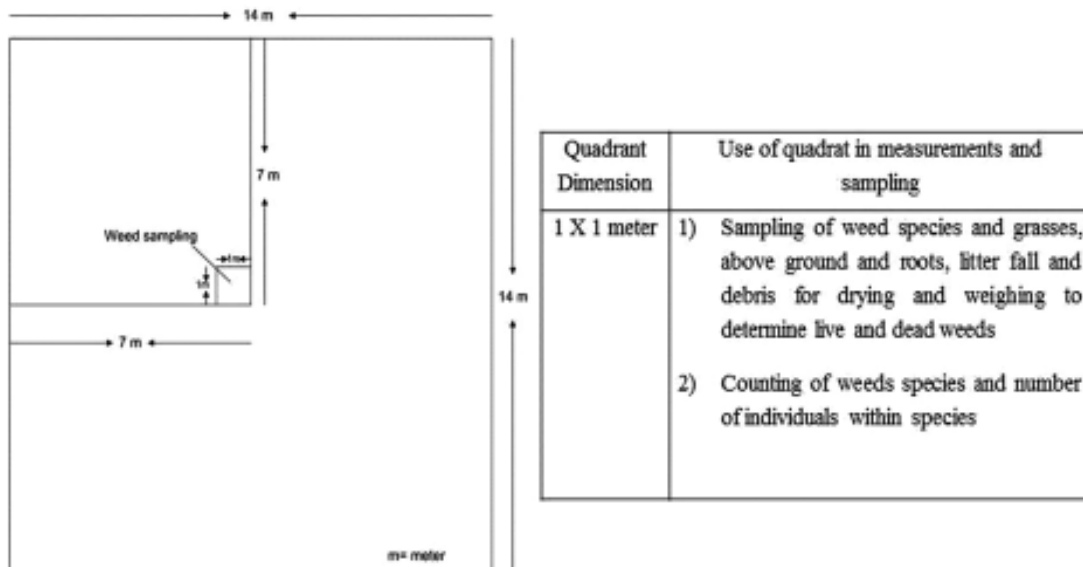 14 m
7 m
Weed sampling
1m
1m
14 m
7 m
m= meter
Quadrant
Dimension
Use of quadrat in measurements and
sampling
1 X 1 meter
1) Sampling of weed species and grasses,
above ground and roots, litter fall and
debris for drying and weighing to
determine live and dead weeds
2) Counting of weeds species and number
of individuals within species